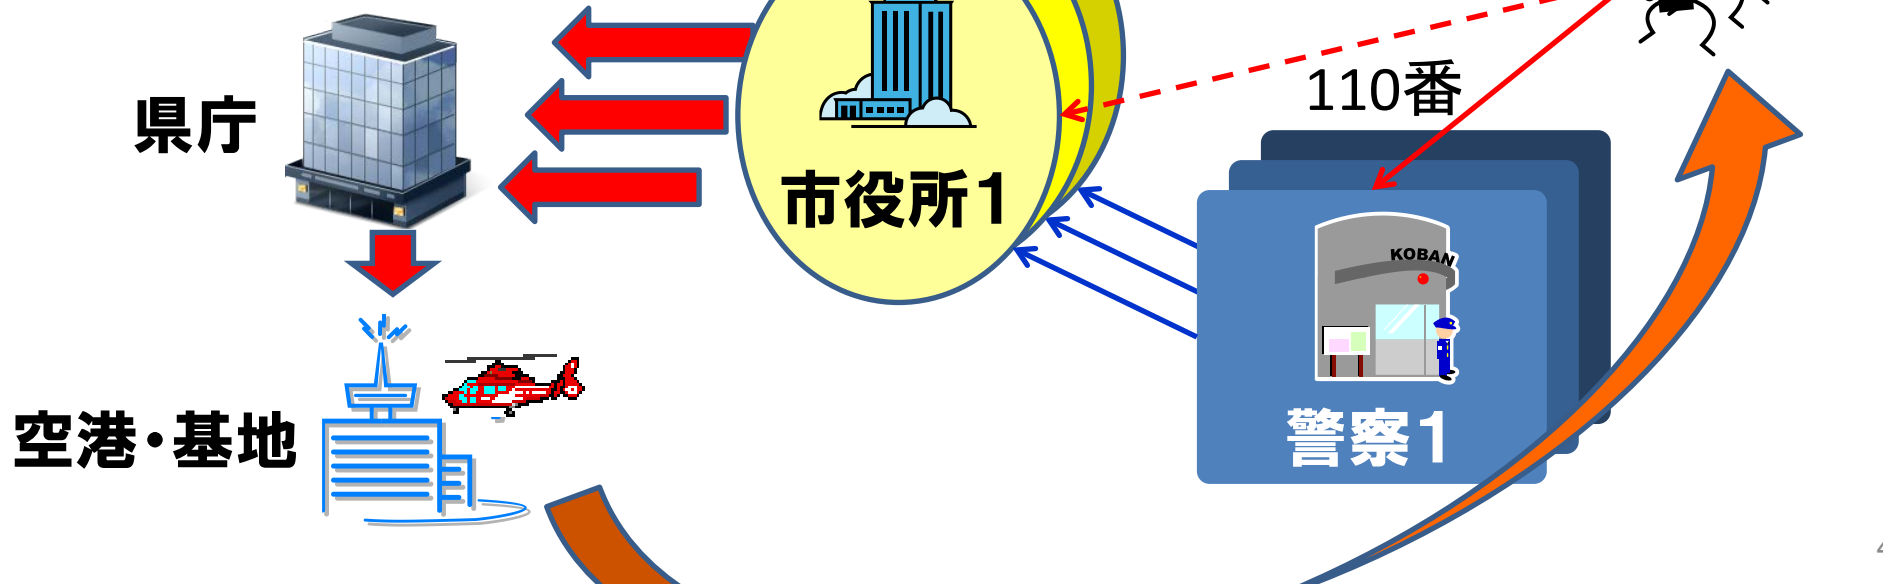 110番
県庁
市役所1
KOBAN
警察1
空港・基地